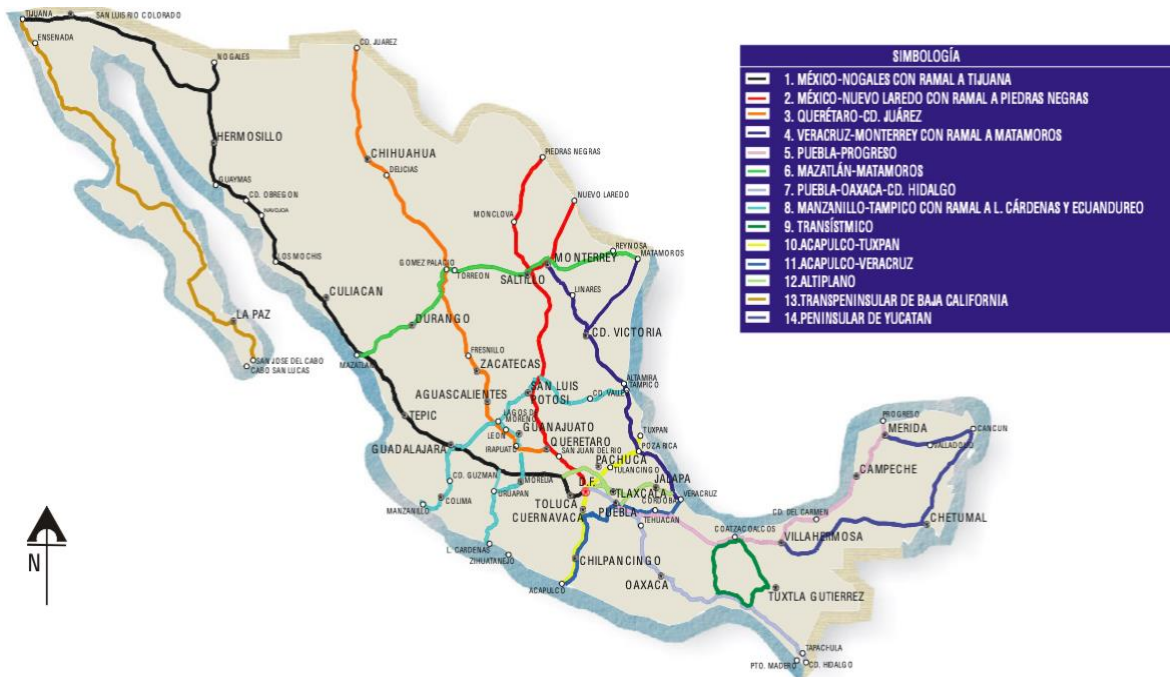 TIJUANA
SAN LUIS RIO COLORADO
ENSENADA
NOGALES
CD. JUAREZ
HERMOSILLO
GUAYMAS
CD. OBREGON
NAVOJOA
LOS MOCHIS
CULIACAN
LA PAZ
SAN JOSE DEL CABO
CABO SAN LUCAS
MAZATLAN
CHIHUAHUA
DELICIAS
PIEDRAS NEGRAS
NUEVO LAREDO
MONCLOVA
GOMEZ PALACIO
TORREON
SALTILLO
MONTERREY
REYNOSA
MATAMOROS
LINARES
DURANGO
CD. VICTORIA
FRESNILLO
ZACATECAS
AGUASCALIENTES
SAN LUIS
POTOSI
CD. VALLES
ALTAMIRA
TAMPICO
TEPIC
LAGOS DE
MORENO
LEON
GUANAJUATO
IRAPUATO
QUERETARO
SAN JUAN DEL RIO
GUADALAJARA
TUXPAN
POZA RICA
PACHUCA
TULANCINGO
CD. GUZMAN
COLIMA
MANZANILLO
URUAPAN
MORELIA
D.F.
TOLUCA
TLAXCALA
JALAPA
CORDOBA
VERACRUZ
CUERNAVACA
PUEBLA
TEHUACAN
L. CARDENAS
ZIHUATANEJO
CHILPANCINGO
ACAPULCO
OAXACA
COATZACOALCOS
CD. DEL CARMEN
VILLAHERMOSA
TUXTLA GUTIERREZ
TAPACHULA
PTO. MADERO
CD. HIDALGO
PROGRESO
MERIDA
VALLADOLID
CANCUN
CAMPECHE
CHETUMAL
N
SIMBOLOGÍA
1. MÉXICO-NOGALES CON RAMAL A TIJUANA
2. MÉXICO-NUEVO LAREDO CON RAMAL A PIEDRAS NEGRAS
3. QUERÉTARO-CD. JUÁREZ
4. VERACRUZ-MONTERREY CON RAMAL A MATAMOROS
5. PUEBLA-PROGRESO
6. MAZATLÁN-MATAMOROS
7. PUEBLA-OAXACA-CD. HIDALGO
8. MANZANILLO-TAMPICO CON RAMAL A L. CÁRDENAS Y ECUANDUREO
9. TRANSÍSTMICO
10.ACAPULCO-TUXPAN
11.ACAPULCO-VERACRUZ
12.ALTIPLANO
13.TRANSPENINSULAR DE BAJA CALIFORNIA
14.PENINSULAR DE YUCATAN